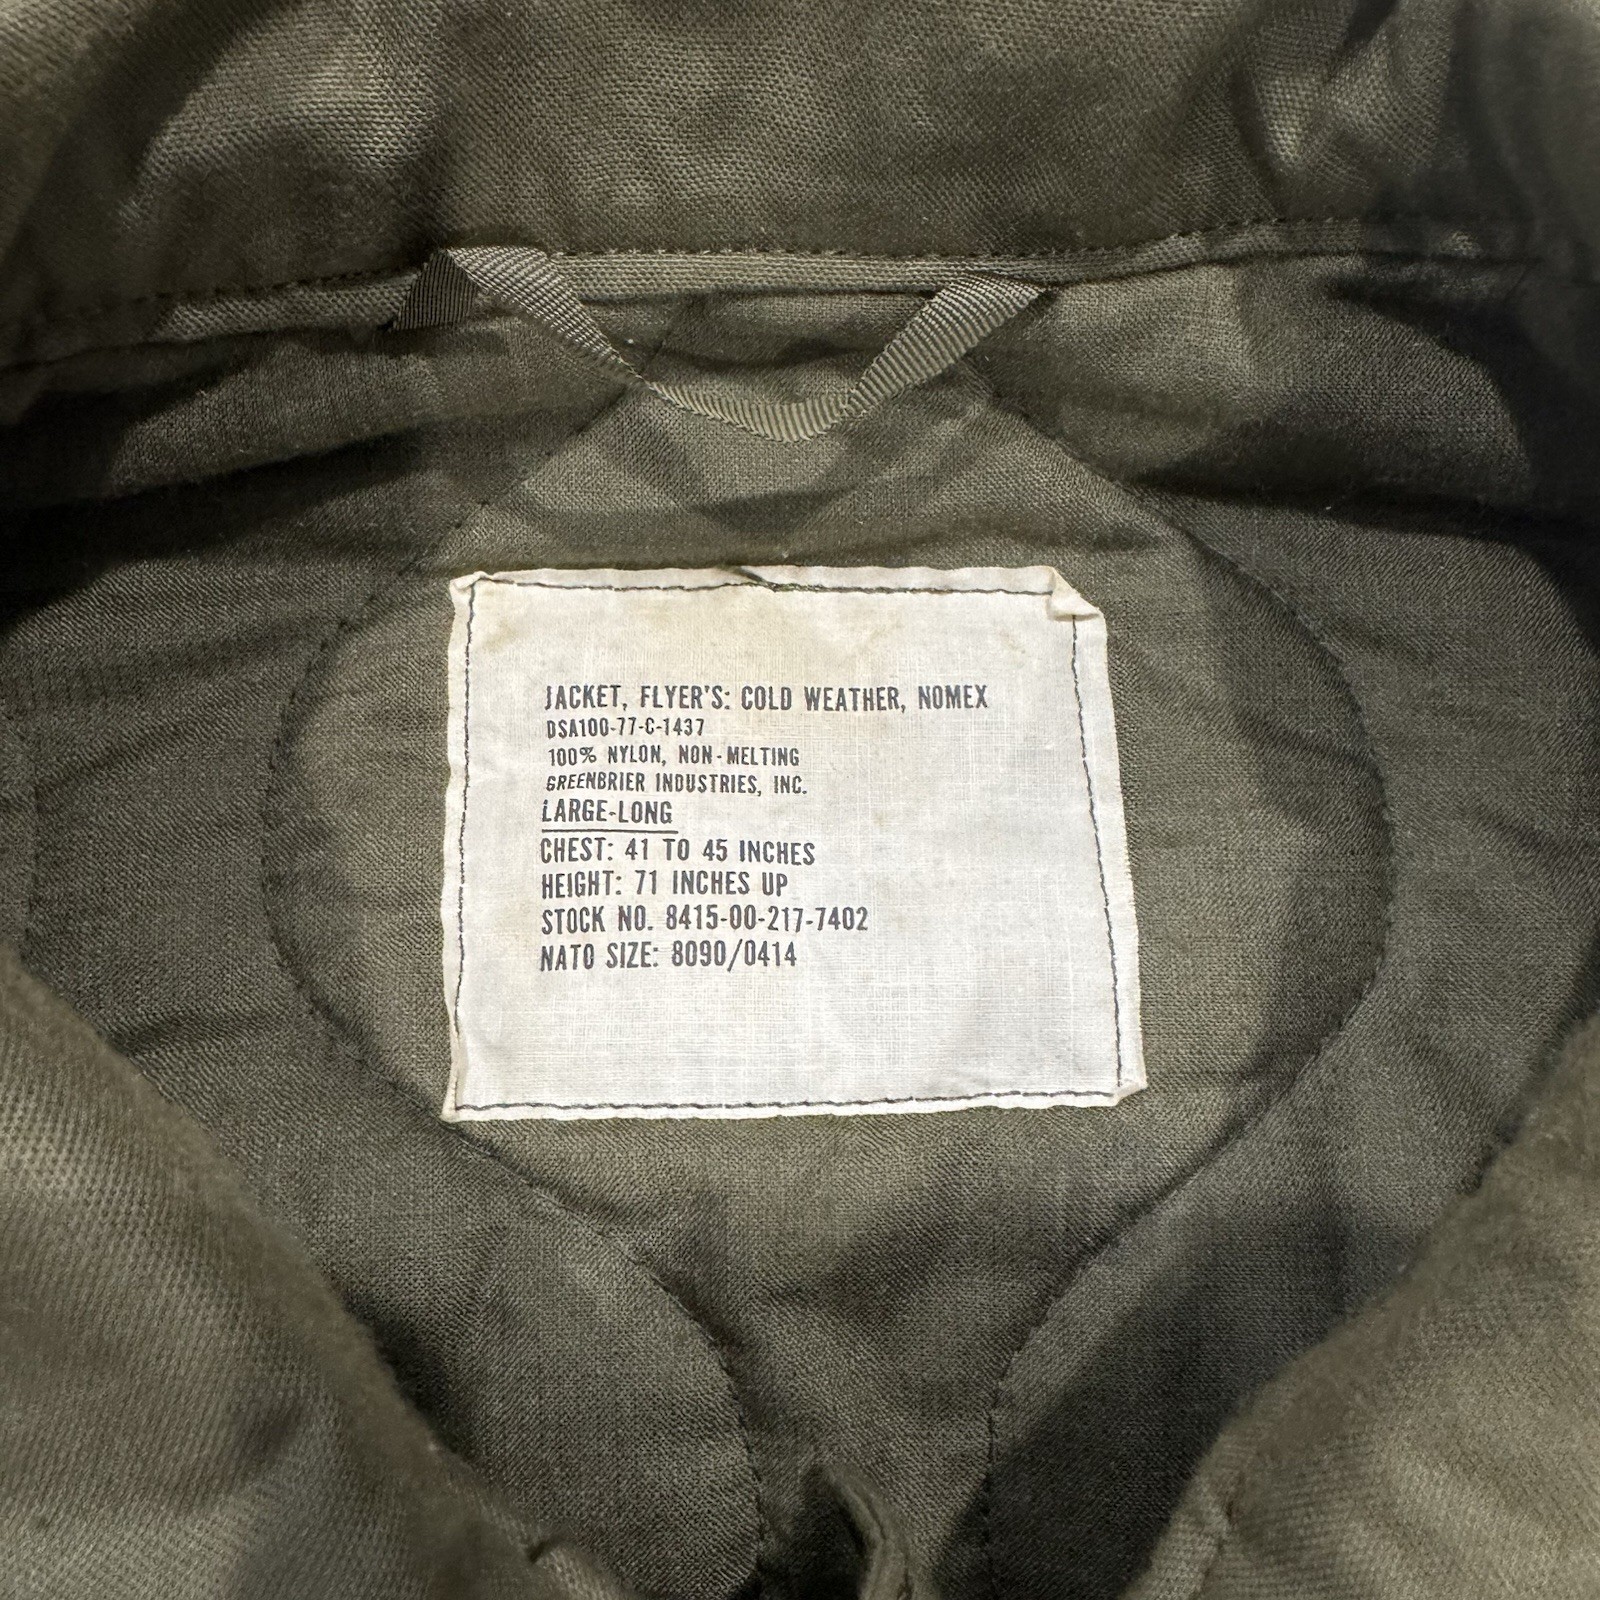 JACKET, FLYER'S: COLD WEATHER, NOMEX
DSA100-77-C-1437
100% NYLON, NON-MELTING
GREENBRIER INDUSTRIES, INC.
LARGE-LONG
CHEST: 41 TO 45 INCHES
HEIGHT: 71 INCHES UP
STOCK NO. 8415-00-217-7402
NATO SIZE: 8090/0414